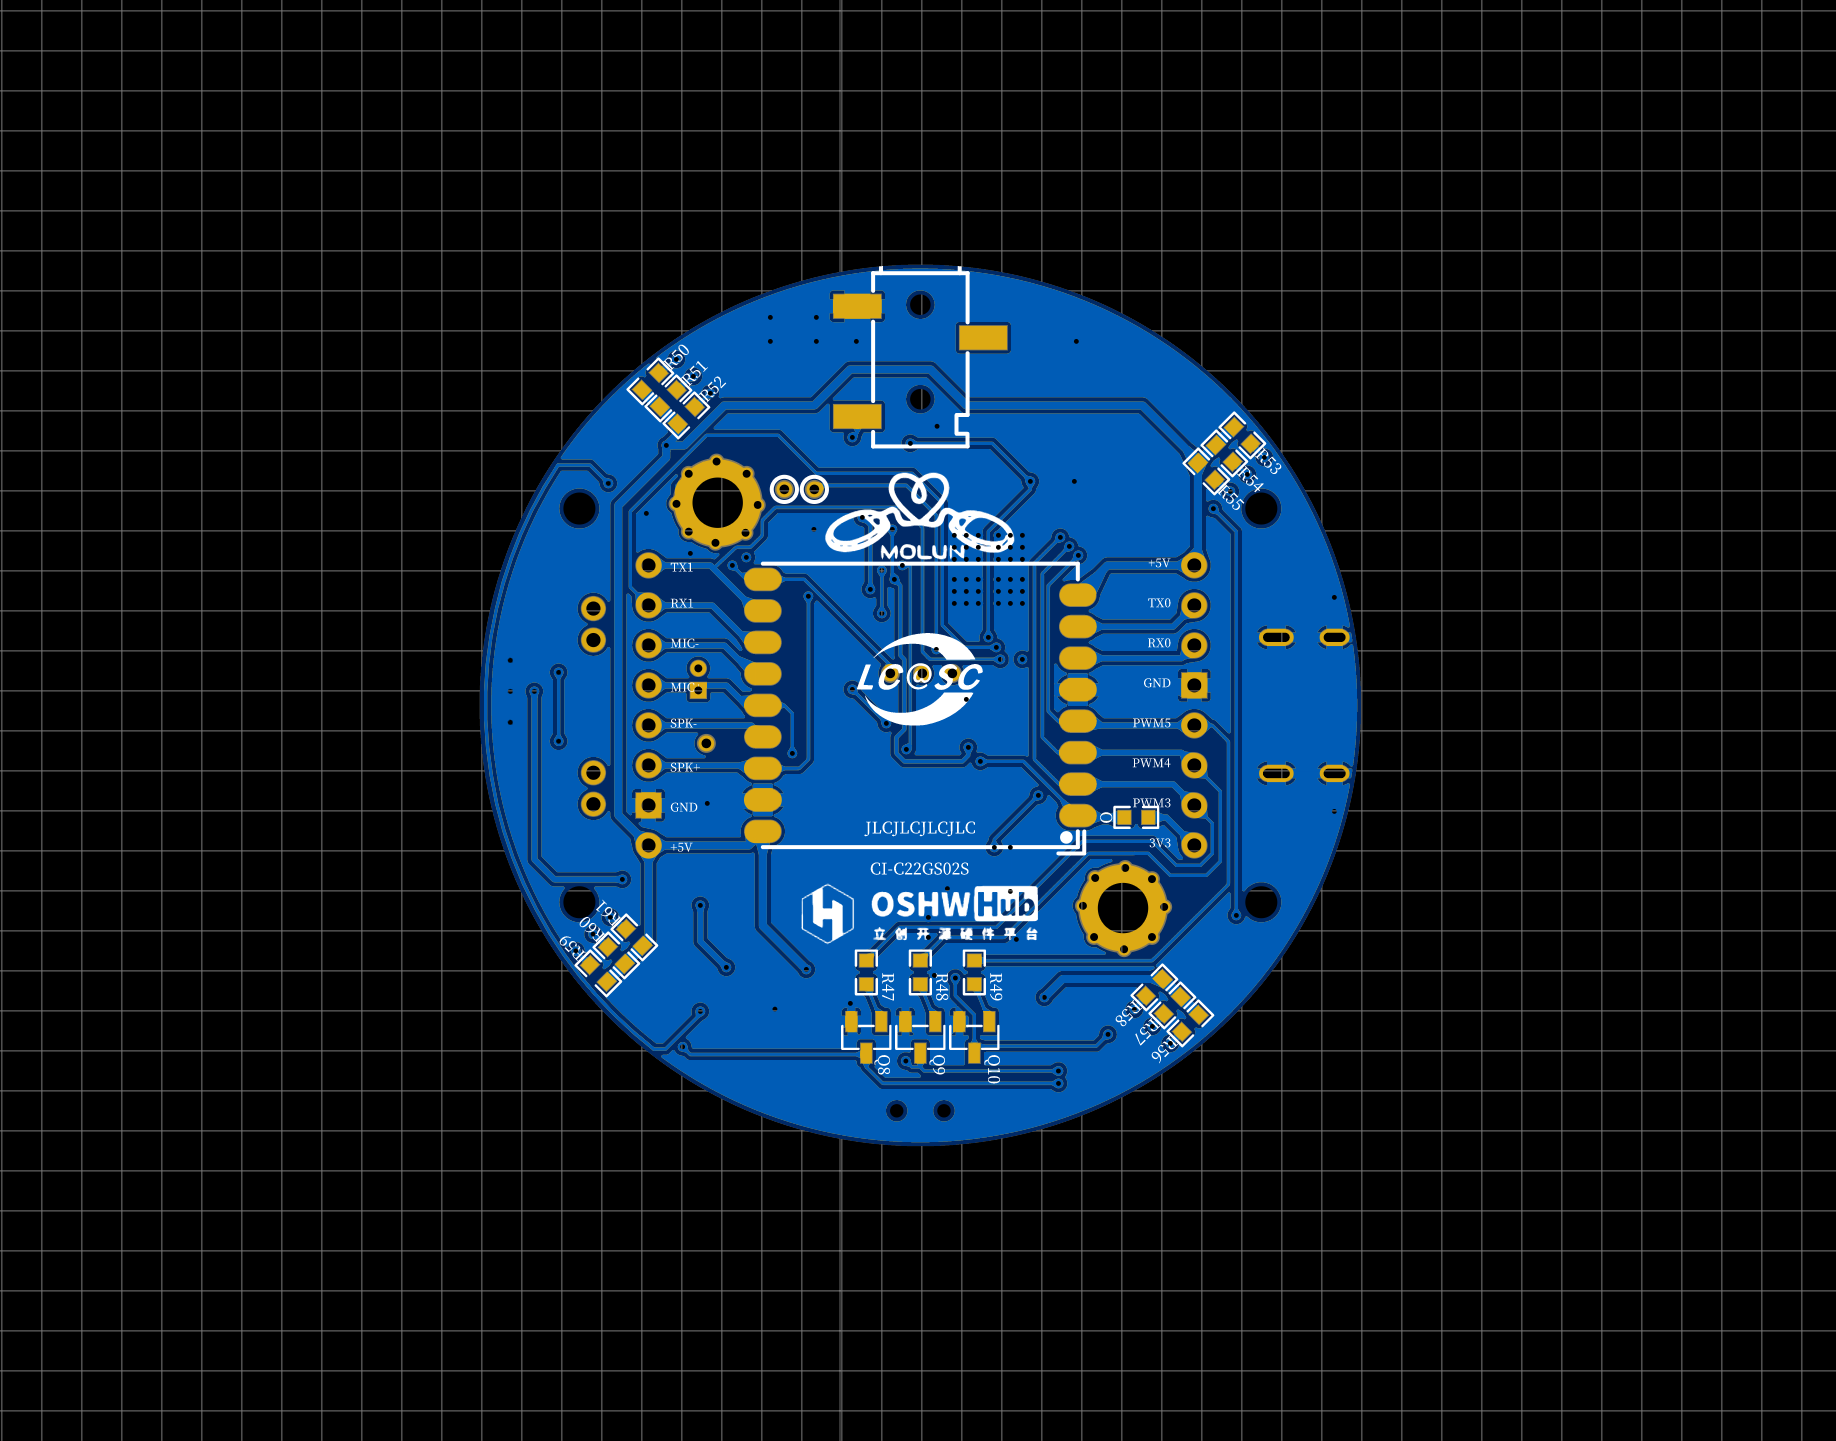 R50
R51
R52
R53
R54
R55
MOLUN
TX1
RX1
MIC-
MIC
SPK-
SPK+
GND
+5V
+5V
TX0
RX0
GND
PWM5
PWM4
PWM3
3V3
LC@SC
O
JLCJLCJLCJLC
CI-C22GS02S
OSHWHub
立创开源硬件平台
R61
R60
R59
R47
R48
R49
R58
R57
R56
Q8
Q9
Q10